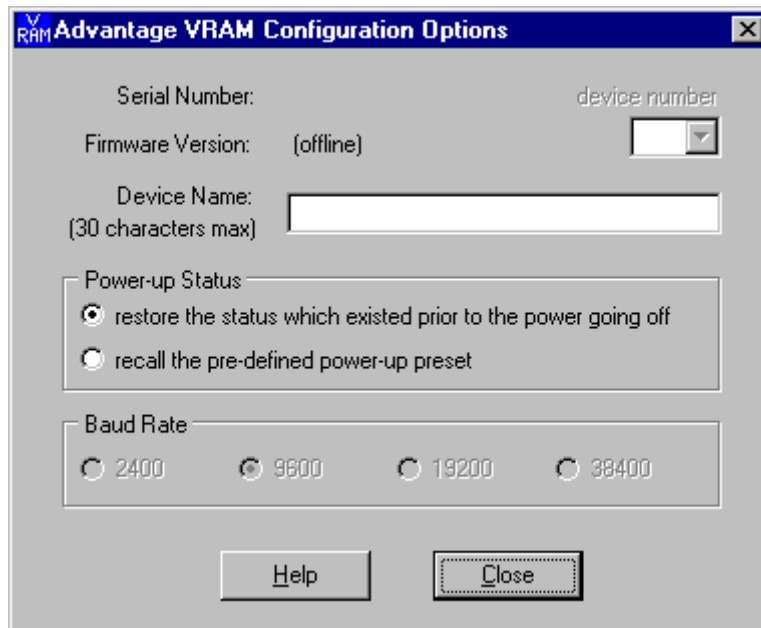 V
RAM Advantage VRAM Configuration Options
Serial Number:
device number
Firmware Version: (offline)
Device Name:
(30 characters max)
Power-up Status
restore the status which existed prior to the power going off
recall the pre-defined power-up preset
Baud Rate
2400 9600 19200 38400
Help Close